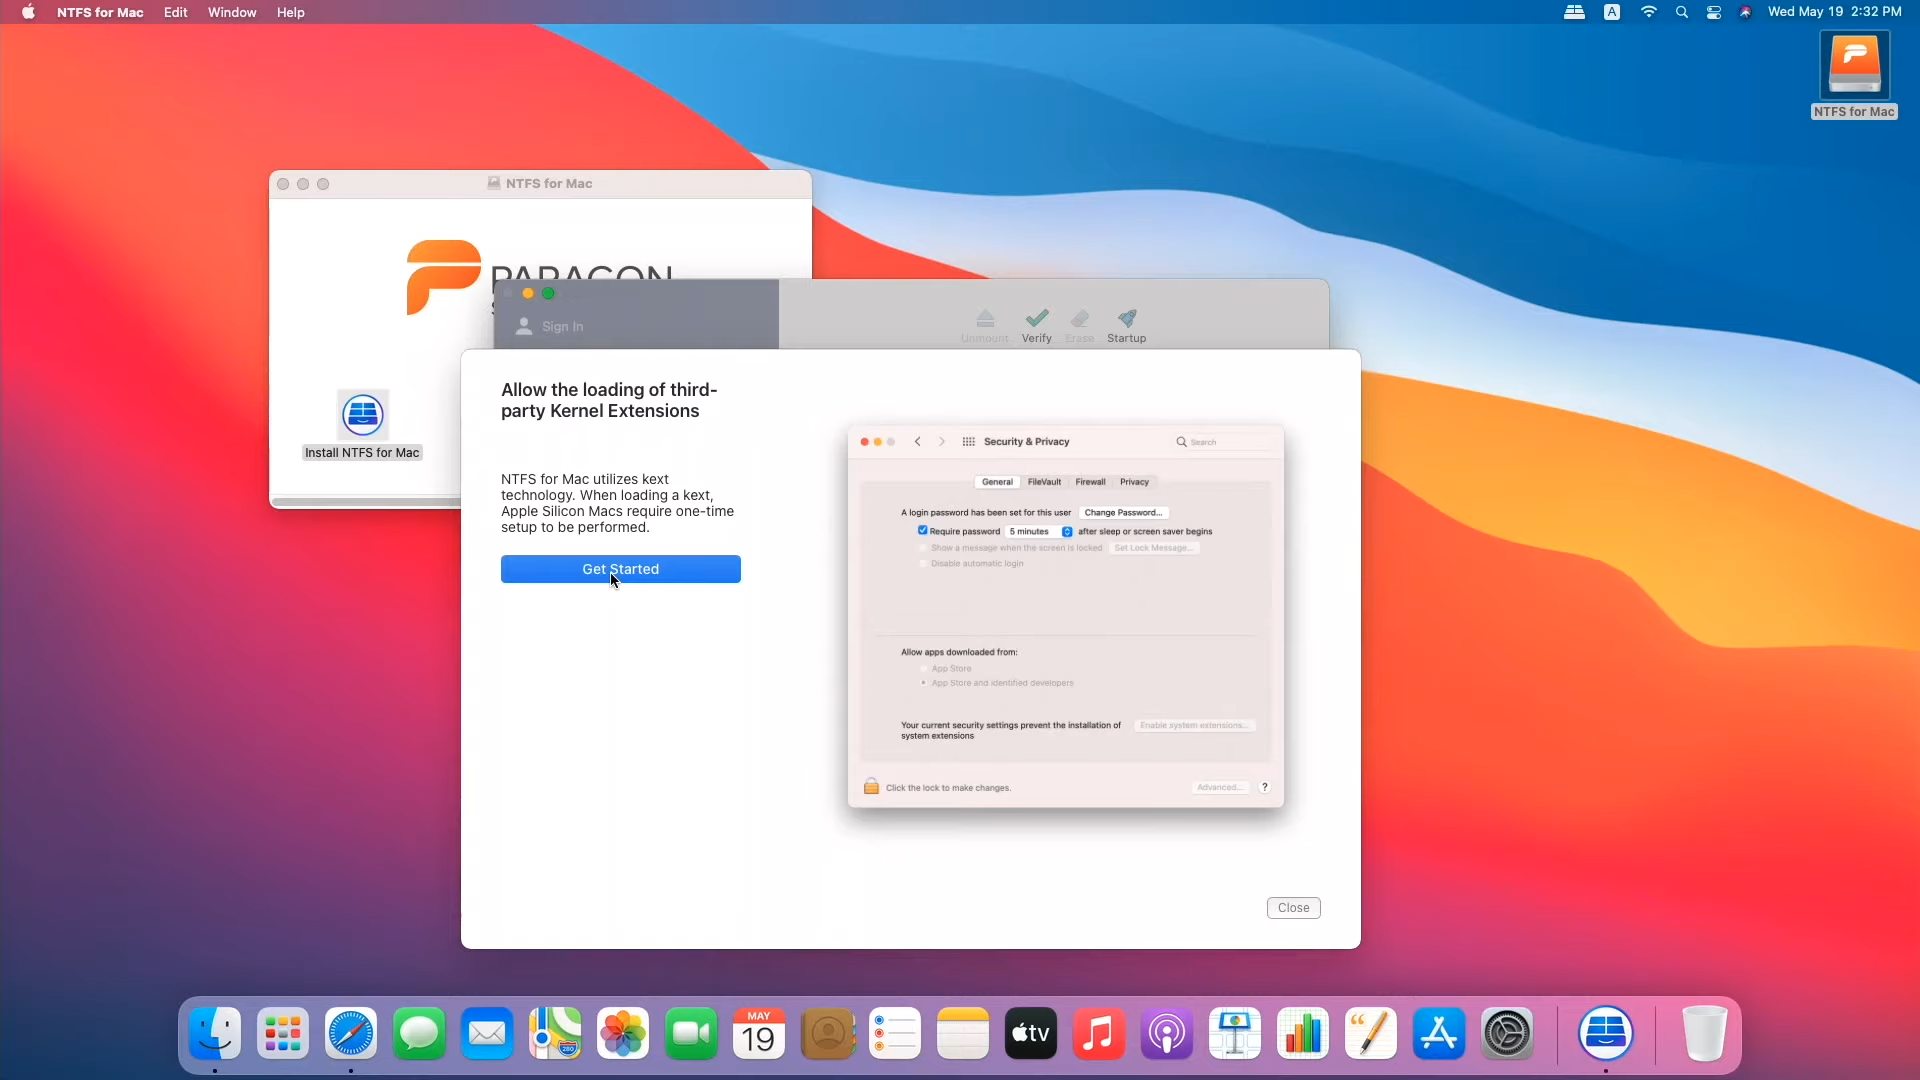 NTFS for Mac Edit Window Help
A
Wed May 19 2:32 PM
NTFS for Mac
NTFS for Mac
PARAGON
Sign In
Unmount Verify Erase Startup
Install NTFS for Mac
Allow the loading of third-
party Kernel Extensions
NTFS for Mac utilizes kext
technology. When loading a kext,
Apple Silicon Macs require one-time
setup to be performed.
Get Started
Security & Privacy
Search
General FileVault Firewall Privacy
A login password has been set for this user Change Password...
Require password 5 minutes after sleep or screen saver begins
Show a message when the screen is locked Set Lock Message...
Disable automatic login
Allow apps downloaded from:
App Store
App Store and identified developers
Your current security settings prevent the installation of
system extensions
Enable system extensions...
Click the lock to make changes.
Advanced... ?
Close
MAY
19
280
tv